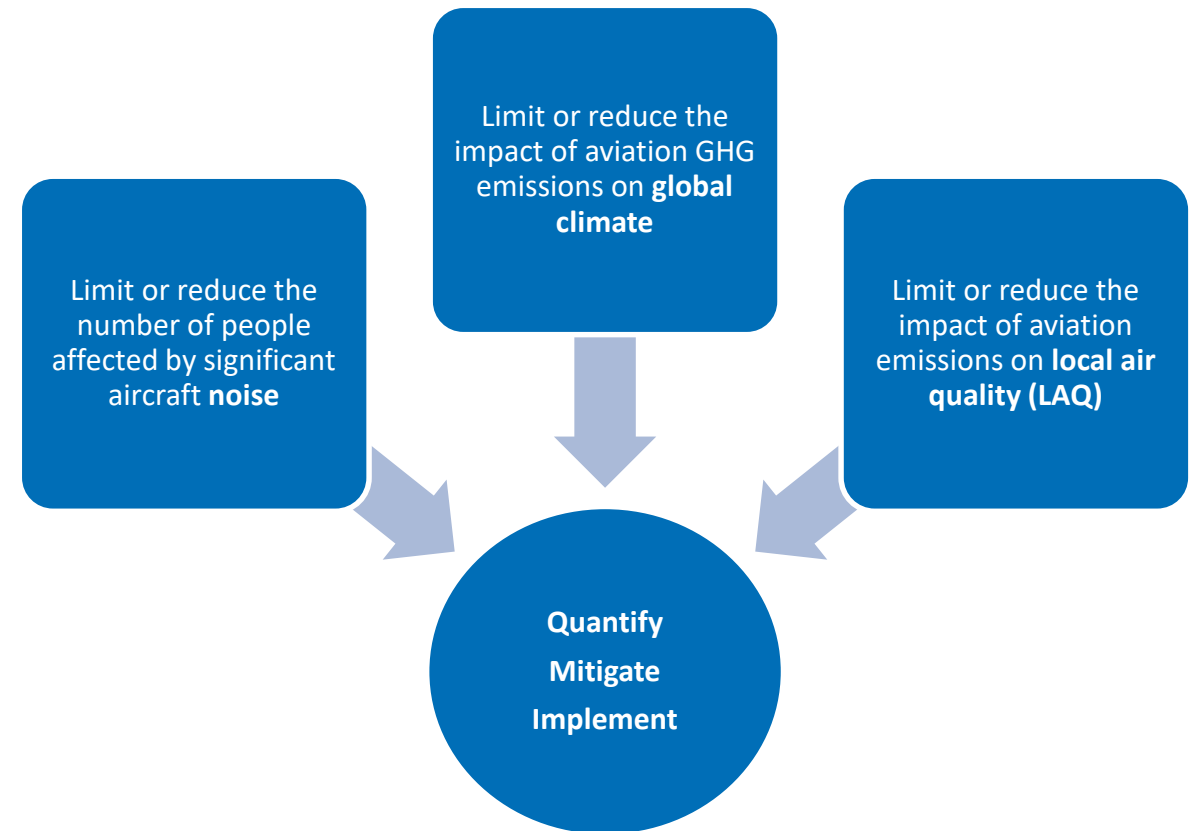 Limit or reduce the
number of people
affected by significant
aircraft noise
Limit or reduce the
impact of aviation GHG
emissions on global
climate
Limit or reduce the
impact of aviation
emissions on local air
quality (LAQ)
Quantify
Mitigate
Implement